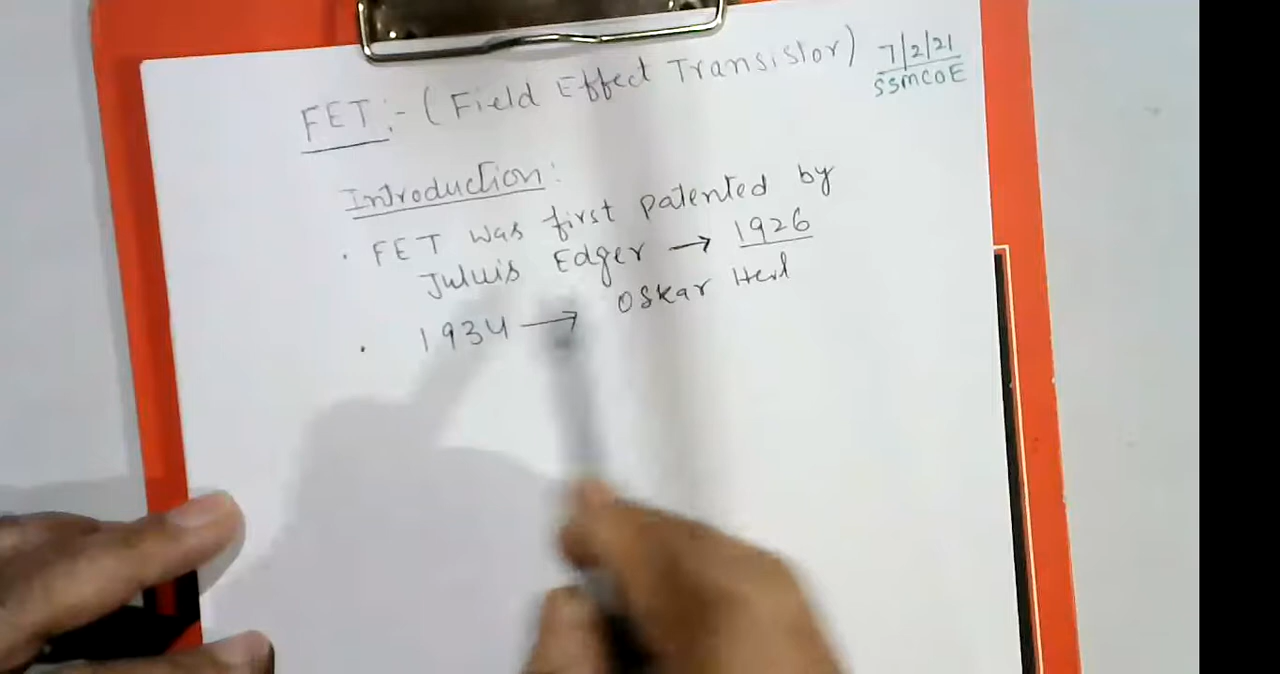 FET :- (Field Effect Transistor)
7/2/21
SSMCOE
Introduction:
. FET was first patented by
Juluis Edger → 1926
. 1934 → Oskar Heil